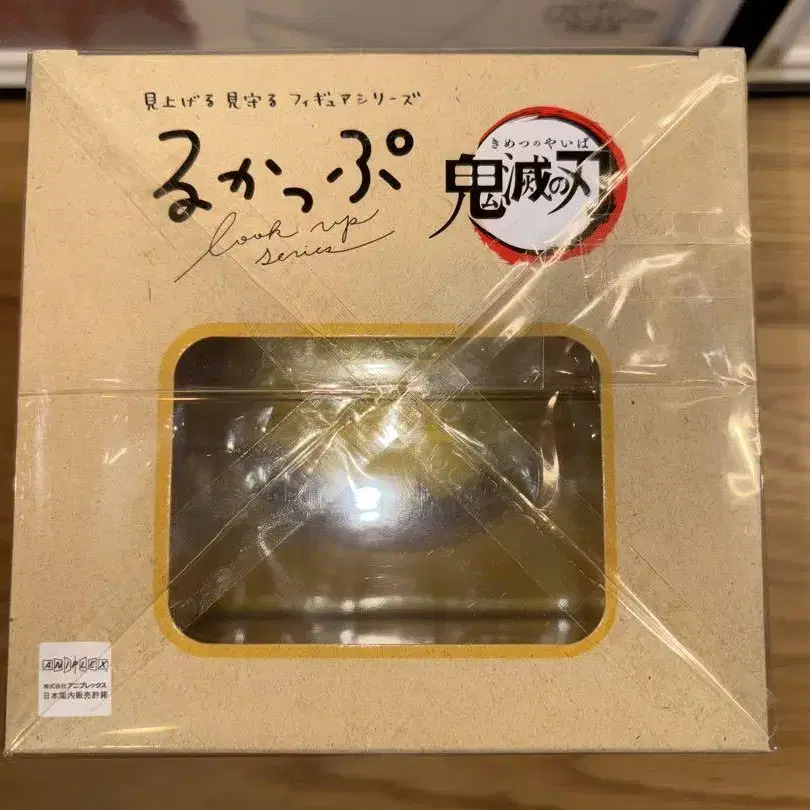 見上げる 見守る フィギュアシリーズ
るかっぷ
look up
series
きめつのやいば
鬼滅の刃
ANIPLEX
株式会社アニプレックス
日本国内販売許諾